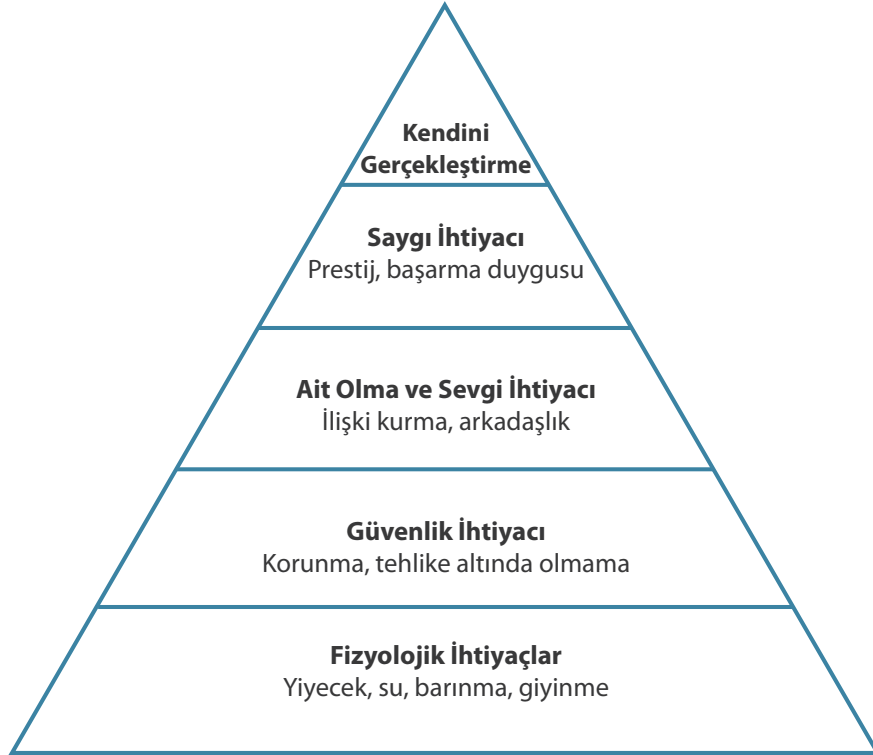 Kendini
Gerçekleştirme
Saygı İhtiyacı
Prestij, başarma duygusu
Ait Olma ve Sevgi İhtiyacı
İlişki kurma, arkadaşlık
Güvenlik İhtiyacı
Korunma, tehlike altında olmama
Fizyolojik İhtiyaçlar
Yiyecek, su, barınma, giyinme